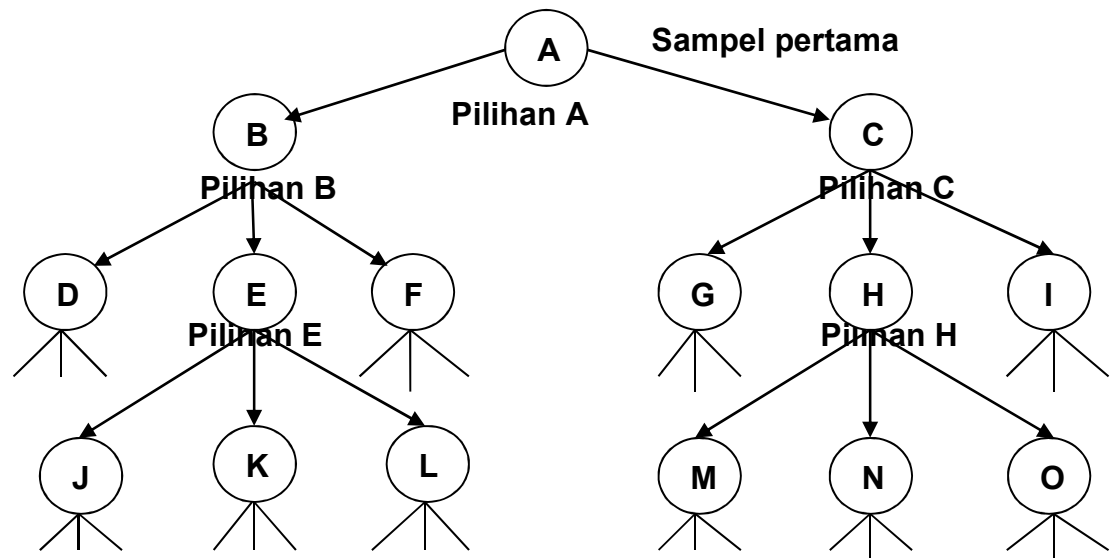 A
Sampel pertama
Pilihan A
B
C
Pilihan B
Pilihan C
D
E
F
G
H
I
Pilihan E
Pilihan H
J
K
L
M
N
O